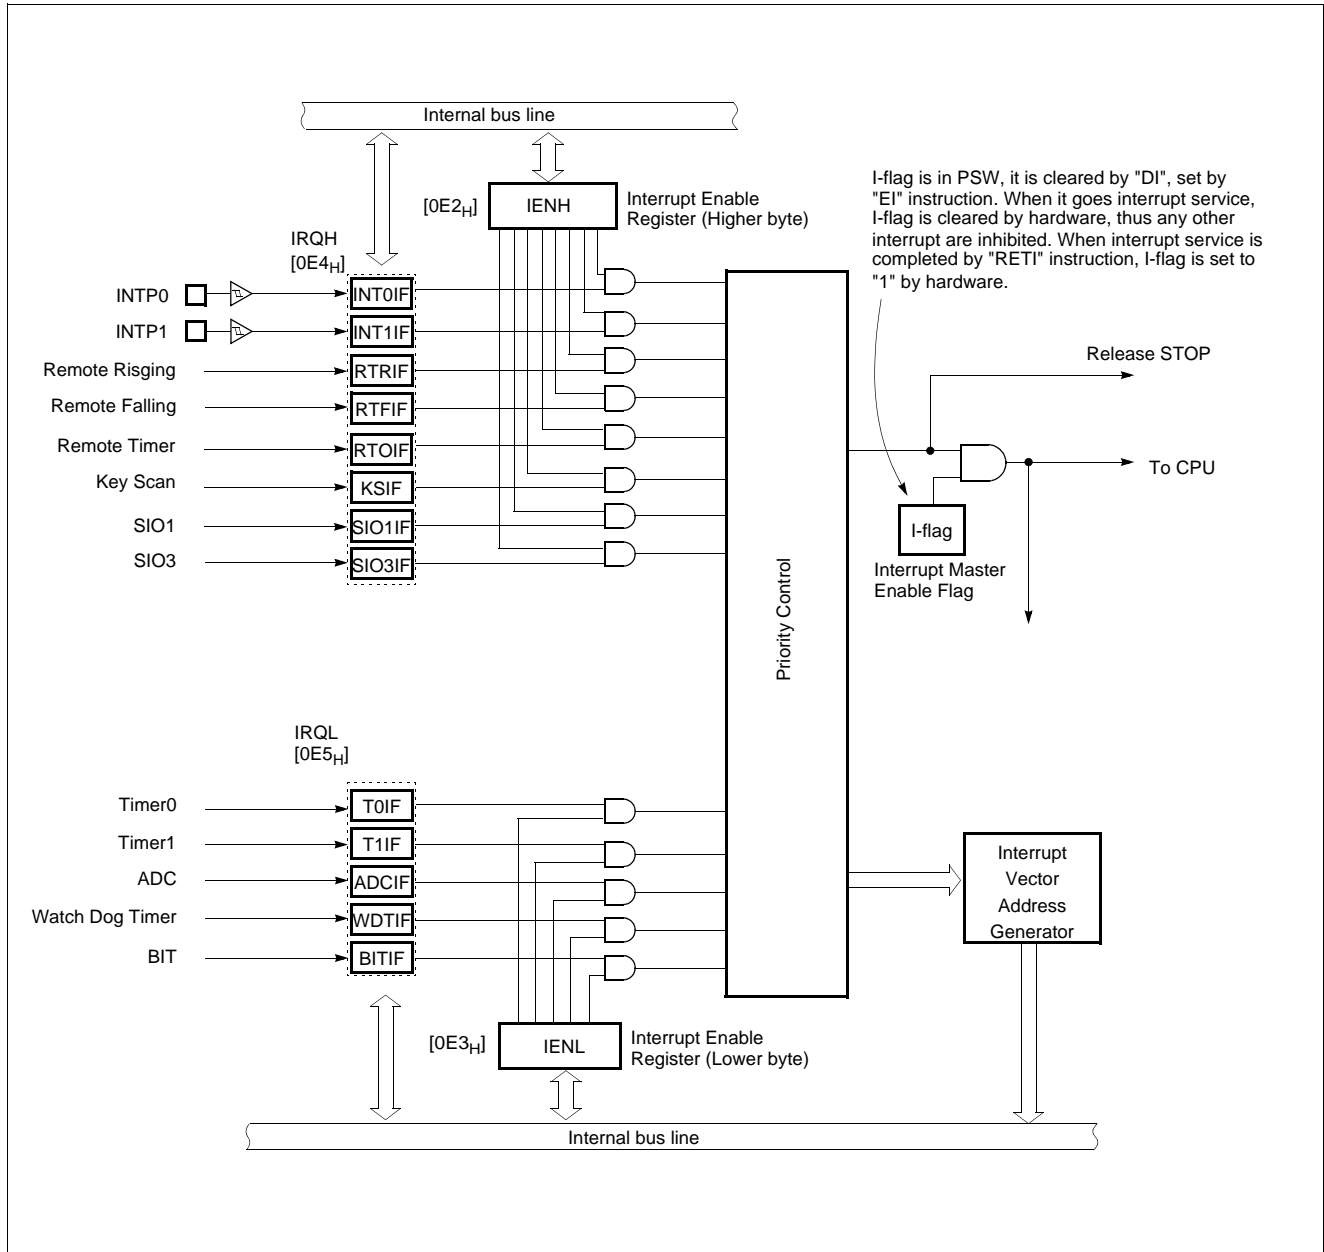 Internal bus line
[0E2H]
IENH
Interrupt Enable
Register (Higher byte)
I-flag is in PSW, it is cleared by "DI", set by
"EI" instruction. When it goes interrupt service,
I-flag is cleared by hardware, thus any other
interrupt are inhibited. When interrupt service is
completed by "RETI" instruction, I-flag is set to
"1" by hardware.
IRQH
[0E4H]
INTP0
INT0IF
INTP1
INT1IF
Remote Risging
RTRIF
Remote Falling
RTFIF
Remote Timer
RTOIF
Key Scan
KSIF
SIO1
SIO1IF
SIO3
SIO3IF
Release STOP
To CPU
I-flag
Interrupt Master
Enable Flag
Priority Control
IRQL
[0E5H]
Timer0
T0IF
Timer1
T1IF
ADC
ADCIF
Watch Dog Timer
WDTIF
BIT
BITIF
Interrupt
Vector
Address
Generator
[0E3H]
IENL
Interrupt Enable
Register (Lower byte)
Internal bus line